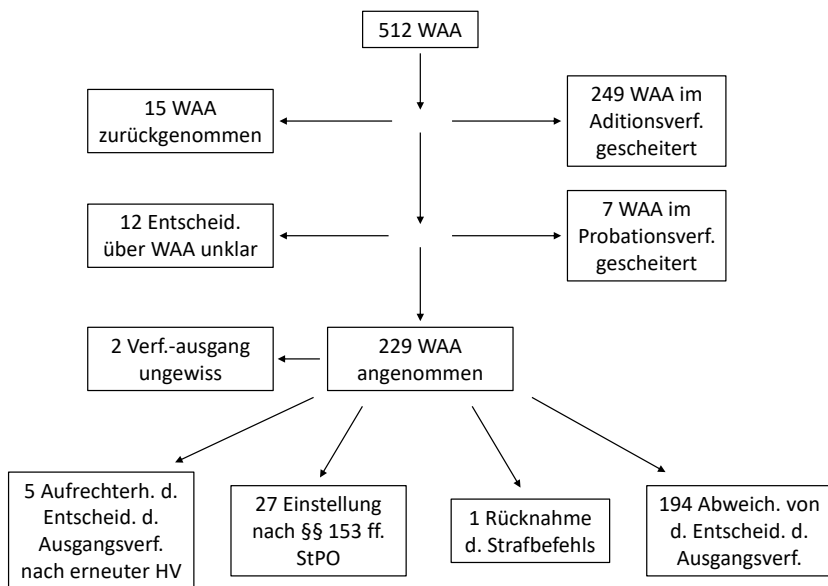 512 WAA
15 WAA
zurückgenommen
249 WAA im
Aditionsverf.
gescheitert
12 Entscheid.
über WAA unklar
7 WAA im
Probationsverf.
gescheitert
2 Verf.-ausgang
ungewiss
229 WAA
angenommen
5 Aufrechterh. d.
Entscheid. d.
Ausgangsverf.
nach erneuter HV
27 Einstellung
nach §§ 153 ff.
StPO
1 Rücknahme
d. Strafbefehls
194 Abweich. von
d. Entscheid. d.
Ausgangsverf.